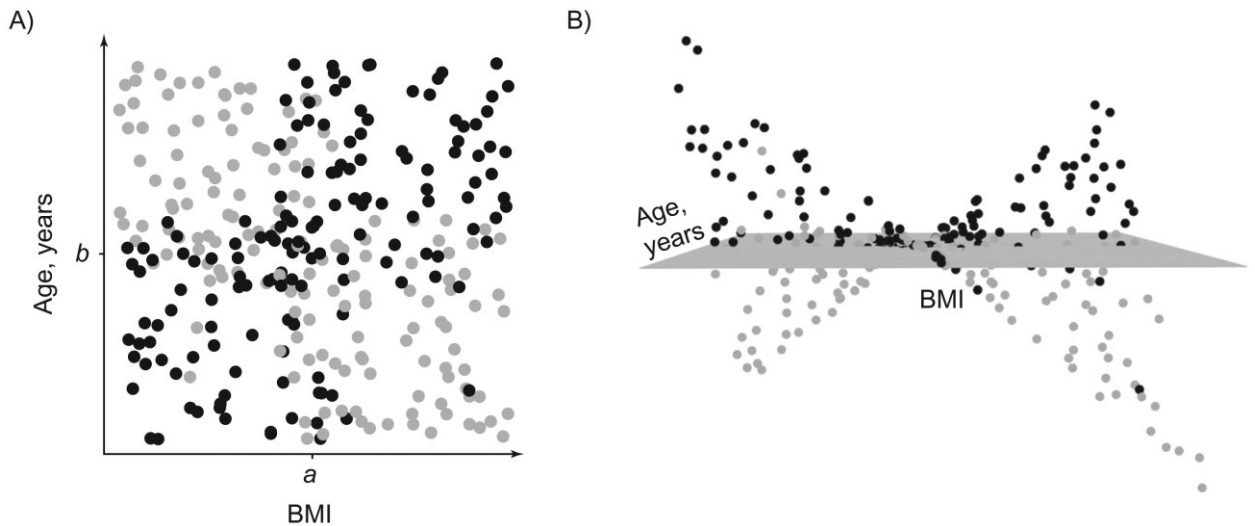 A)
Age, years
b
a
BMI
B)
Age,
years
BMI